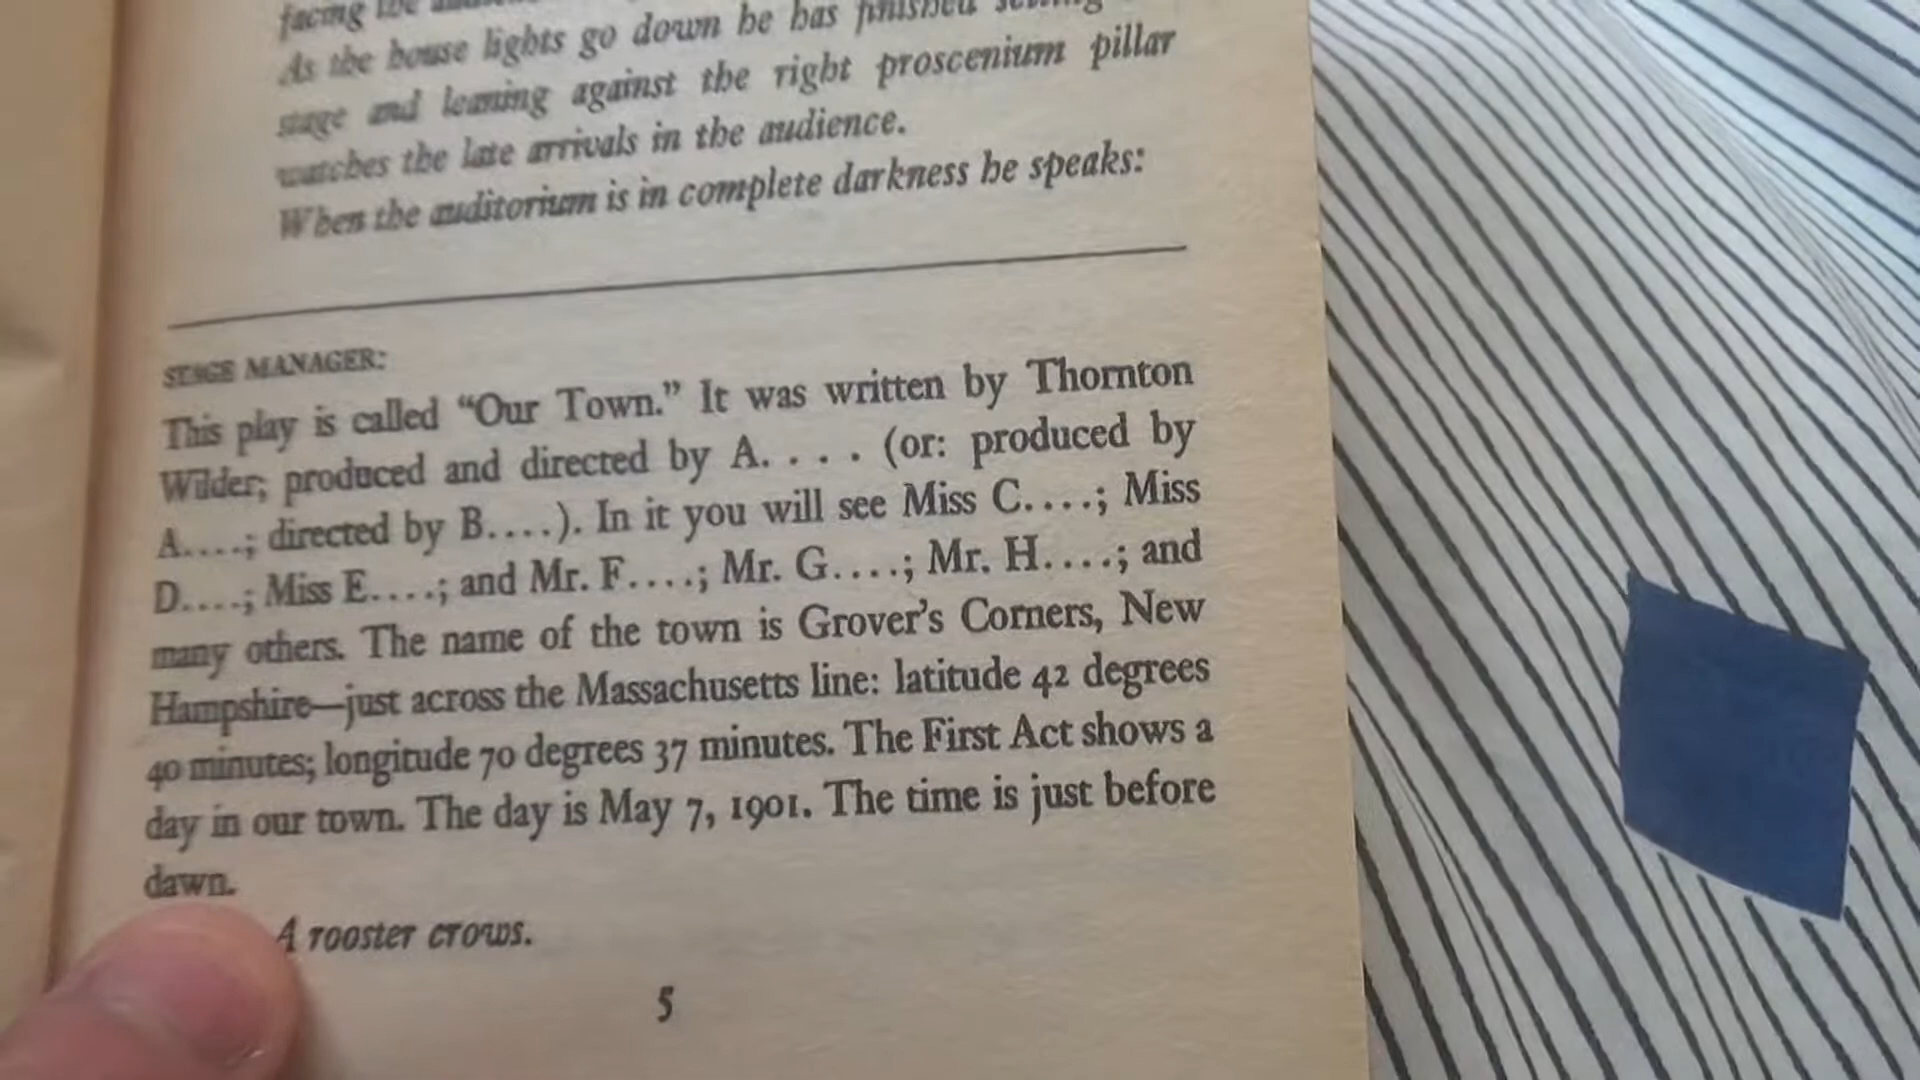 facing the
As the house lights go down he has finished setting
stage and leaning against the right proscenium pillar
watches the late arrivals in the audience.
When the auditorium is in complete darkness he speaks:
STAGE MANAGER:
This play is called “Our Town.” It was written by Thornton
Wilder; produced and directed by A. . . . (or: produced by
A....; directed by B....). In it you will see Miss C....; Miss
D....; Miss E....; and Mr. F....; Mr. G....; Mr. H....; and
many others. The name of the town is Grover’s Corners, New
Hampshire—just across the Massachusetts line: latitude 42 degrees
40 minutes; longitude 70 degrees 37 minutes. The First Act shows a
day in our town. The day is May 7, 1901. The time is just before
dawn.
A rooster crows.
5